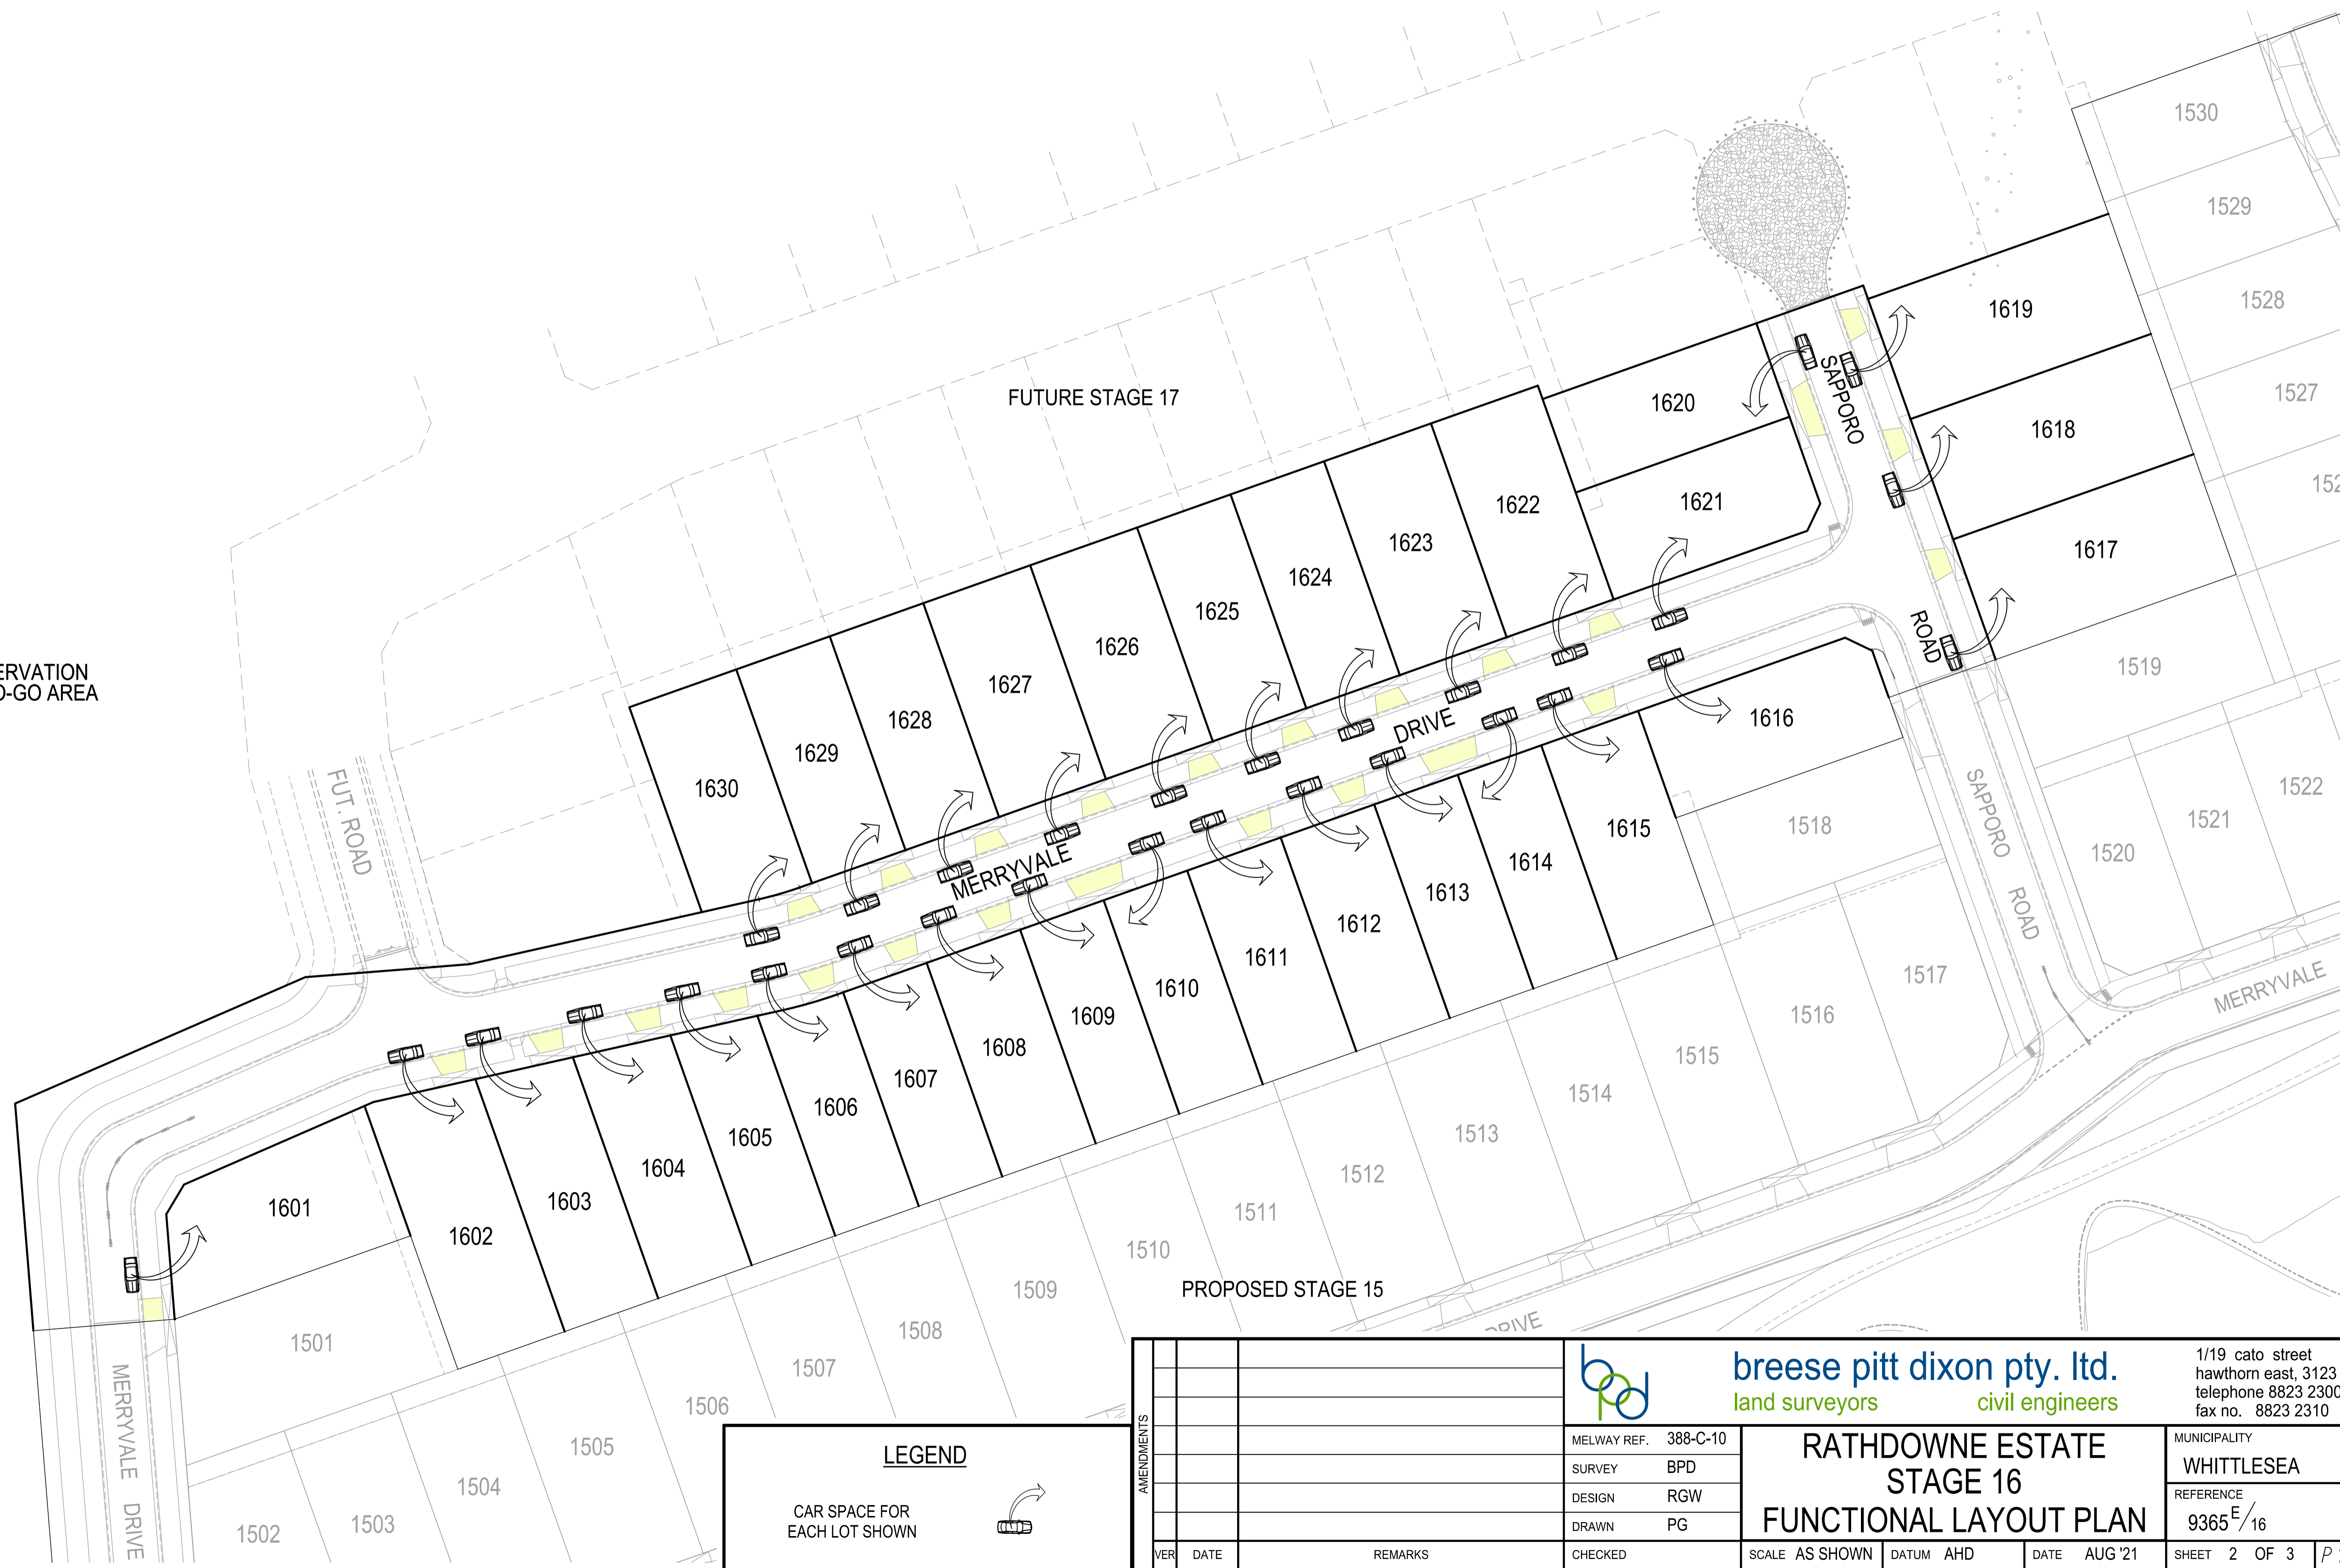 1530
1529
1528
1527
1619
1618
1617
1519
1522
1521
1520
FUTURE STAGE 17
1620
1621
1622
1623
1624
1625
1626
1627
1628
1629
1630
SAPPORO
ROAD
MERRYVALE
DRIVE
FUT. ROAD
1601
1602
1603
1604
1605
1606
1607
1608
1609
1610
1611
1612
1613
1614
1615
1616
1518
1517
1516
1515
1514
1513
1512
1511
1510
1509
1508
1507
1506
1505
1504
1503
1502
1501
SAPPORO ROAD
MERRYVALE
MERRYVALE DRIVE
PROPOSED STAGE 15
LEGEND
CAR SPACE FOR
EACH LOT SHOWN
AMENDMENTS
VER DATE REMARKS
bpd
breese pitt dixon pty. ltd.
land surveyors civil engineers
1/19 cato street
hawthorn east, 3123
telephone 8823 2300
fax no. 8823 2310
MELWAY REF. 388-C-10
SURVEY BPD
DESIGN RGW
DRAWN PG
CHECKED
RATHDOWNE ESTATE
STAGE 16
FUNCTIONAL LAYOUT PLAN
SCALE AS SHOWN DATUM AHD DATE AUG '21
MUNICIPALITY
WHITTLESEA
REFERENCE
9365E/16
SHEET 2 OF 3
GO AREA